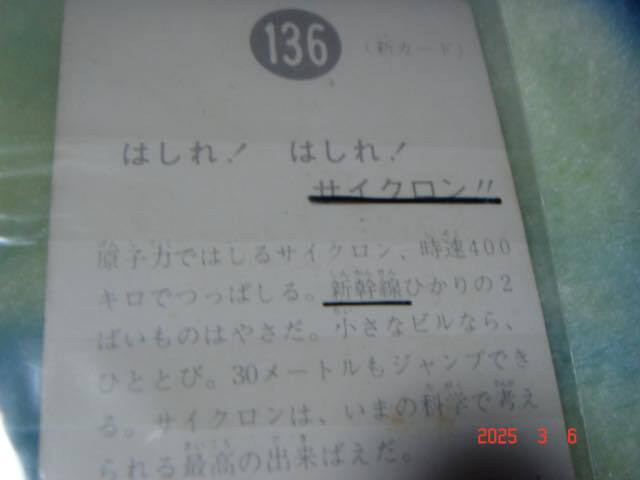 136
(新カード)
はしれ! はしれ!
サイクロン!!
原子力ではしるサイクロン、時速400
キロでつっぱしる。新幹線ひかりの2
ばいものはやさだ。小さなビルなら、
ひととび。30メートルもジャンプでき
る。サイクロンは、いまの科学で考え
られる最高の出来ばえだ。
2025 3 6